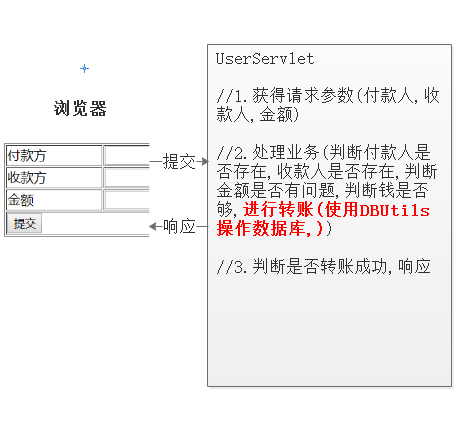 浏览器
付款方
收款方
金额
提交
提交
响应
UserServlet
//1.获得请求参数(付款人,收
款人,金额)
//2.处理业务(判断付款人是
否存在,收款人是否存在,判断
金额是否有问题,判断钱是否
够,进行转账(使用DBUtils
操作数据库,))
//3.判断是否转账成功,响应